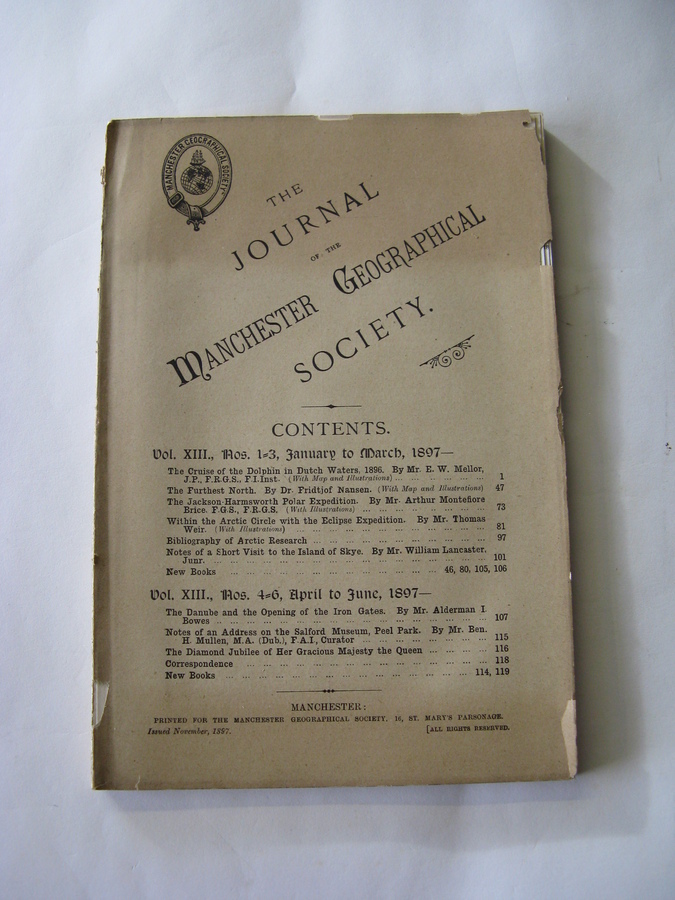 MANCHESTER GEOGRAPHICAL SOCIETY.
THE
JOURNAL
OF THE
MANCHESTER GEOGRAPHICAL
SOCIETY.
CONTENTS.
Vol. XIII., Nos. 1-3, January to March, 1897—
The Cruise of the Dolphin in Dutch Waters, 1896. By Mr. E. W. Mellor,
J.P., F.R.G.S., F.I.Inst. (With Map and Illustrations) ... 1
The Furthest North. By Dr. Fridtjof Nansen. (With Map and Illustrations) 47
The Jackson-Harmsworth Polar Expedition. By Mr. Arthur Montefiore
Brice, F.G.S., F.R.G.S. (With Illustrations) ... 73
Within the Arctic Circle with the Eclipse Expedition. By Mr. Thomas
Weir. (With Illustrations) ... 81
Bibliography of Arctic Research ... 97
Notes of a Short Visit to the Island of Skye. By Mr. William Lancaster,
Junr. ... 101
New Books ... 46, 80, 105, 106
Vol. XIII., Nos. 4-6, April to June, 1897—
The Danube and the Opening of the Iron Gates. By Mr. Alderman I.
Bowes ... 107
Notes of an Address on the Salford Museum, Peel Park. By Mr. Ben.
H. Mullen, M.A. (Dub.), F.A.I., Curator ... 115
The Diamond Jubilee of Her Gracious Majesty the Queen ... 116
Correspondence ... 118
New Books ... 114, 119
MANCHESTER:
PRINTED FOR THE MANCHESTER GEOGRAPHICAL SOCIETY, 16, ST. MARY'S PARSONAGE.
Issued November, 1897. [ALL RIGHTS RESERVED.